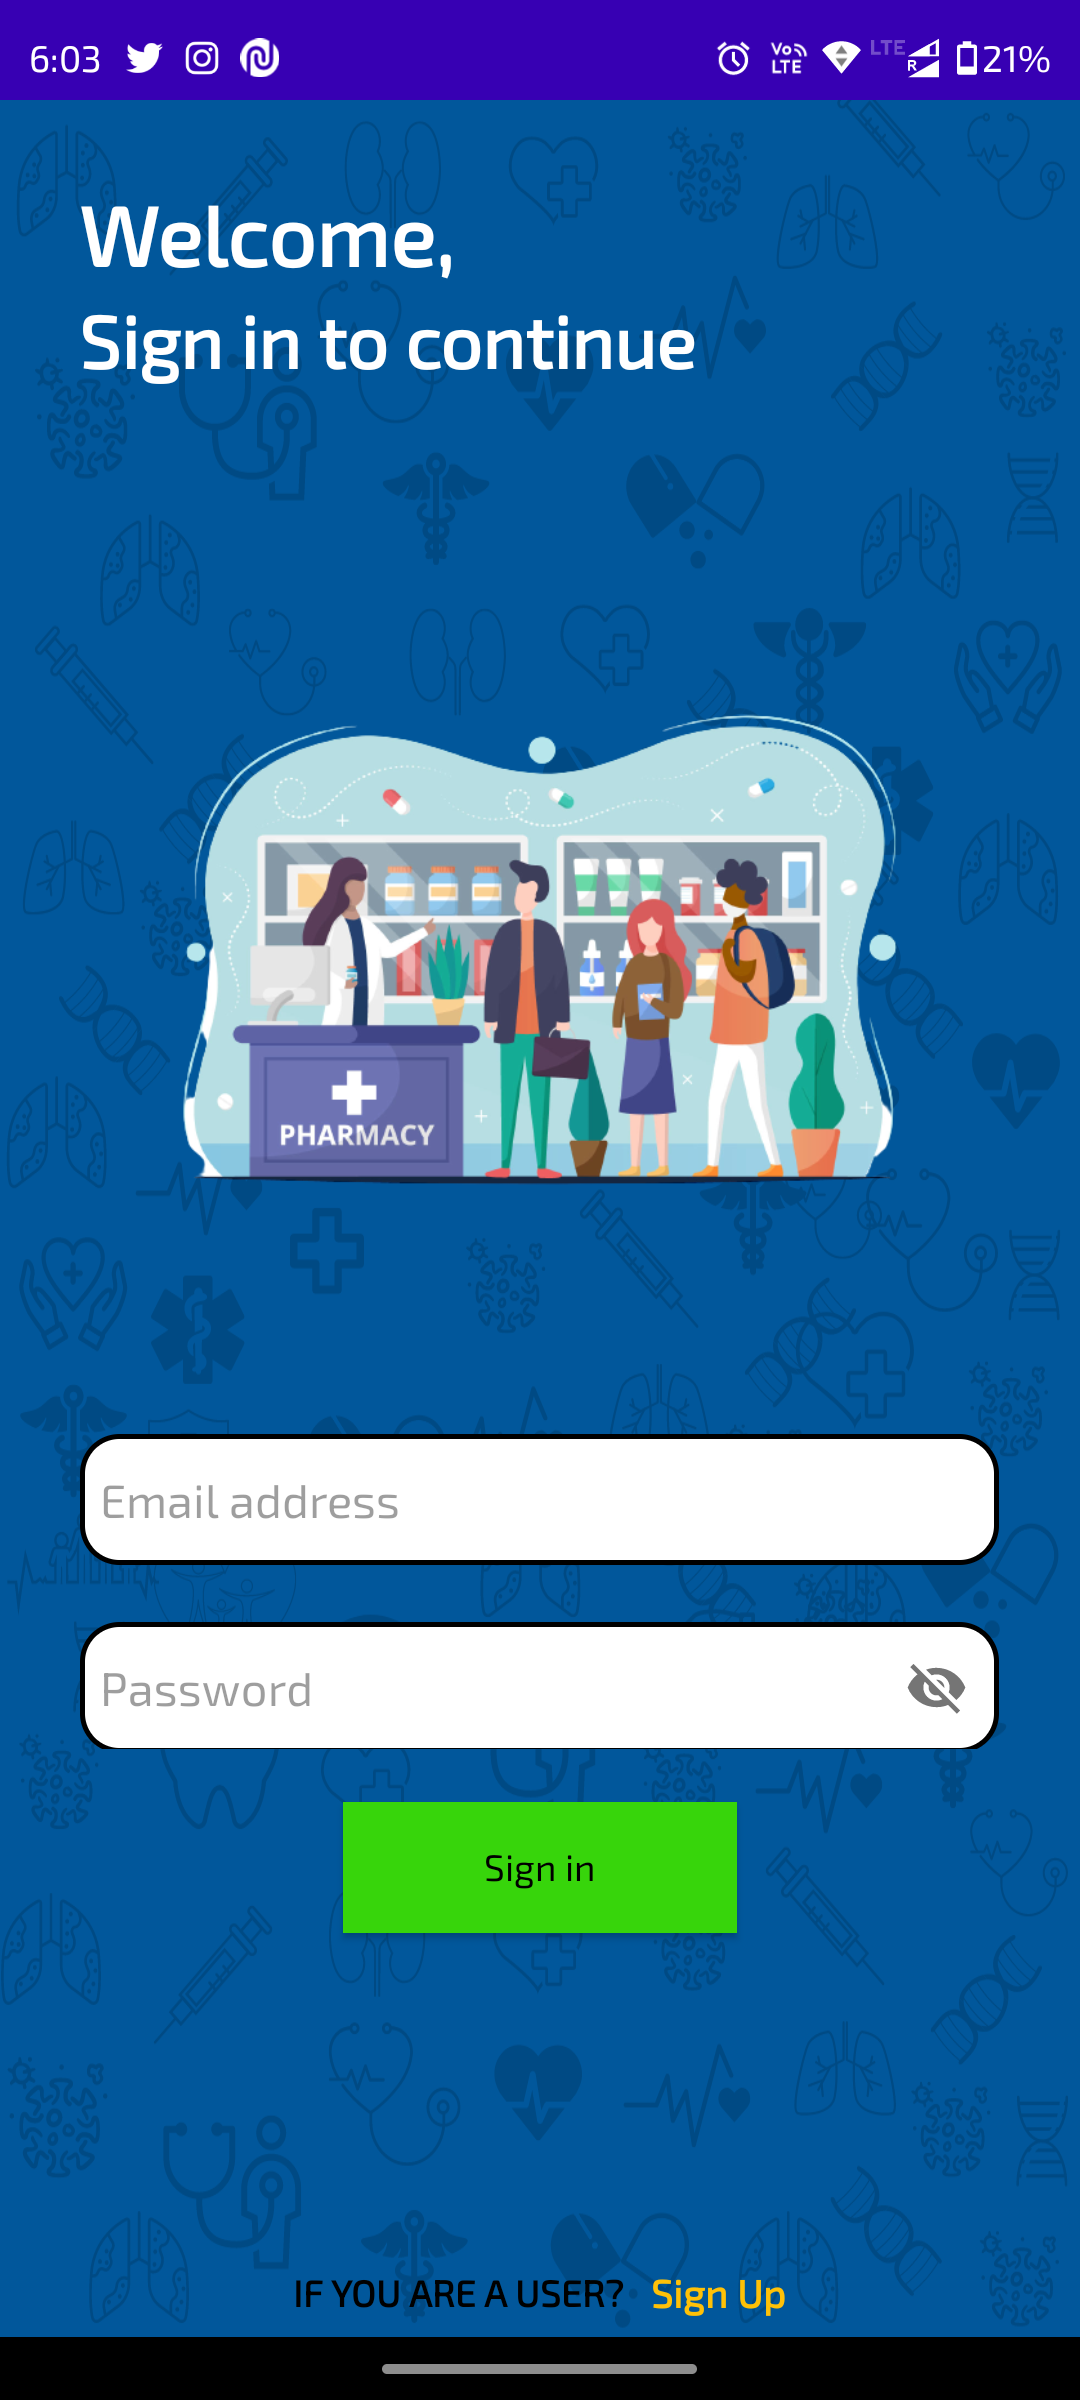 6:03
Vo LTE LTE R 21%
Welcome,
Sign in to continue
PHARMACY
Email address
Password
Sign in
IF YOU ARE A USER? Sign Up